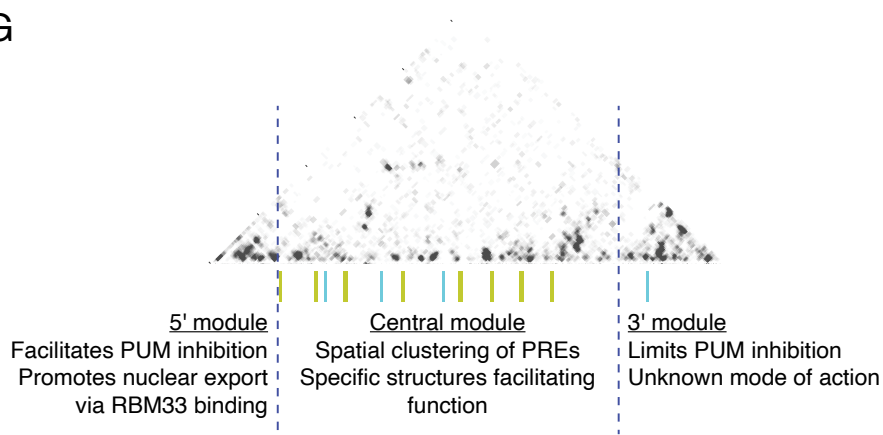 G
5' module
Facilitates PUM inhibition
Promotes nuclear export
via RBM33 binding
Central module
Spatial clustering of PREs
Specific structures facilitating
function
3' module
Limits PUM inhibition
Unknown mode of action